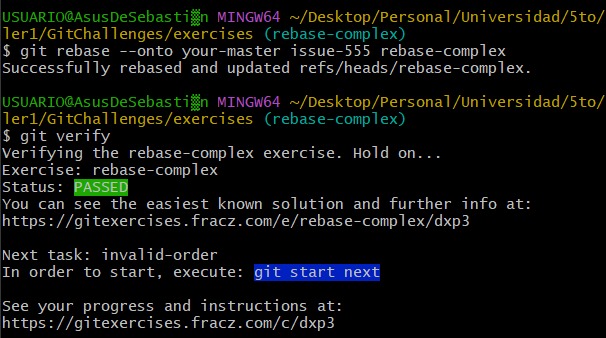 USUARIO@AsusDeSebasti▒n MINGW64 ~/Desktop/Personal/Universidad/5to/
ler1/GitChallenges/exercises (rebase-complex)
$ git rebase --onto your-master issue-555 rebase-complex
Successfully rebased and updated refs/heads/rebase-complex.
USUARIO@AsusDeSebasti▒n MINGW64 ~/Desktop/Personal/Universidad/5to/
ler1/GitChallenges/exercises (rebase-complex)
$ git verify
Verifying the rebase-complex exercise. Hold on...
Exercise: rebase-complex
Status: PASSED
You can see the easiest known solution and further info at:
https://gitexercises.fracz.com/e/rebase-complex/dxp3
Next task: invalid-order
In order to start, execute: git start next
See your progress and instructions at:
https://gitexercises.fracz.com/c/dxp3